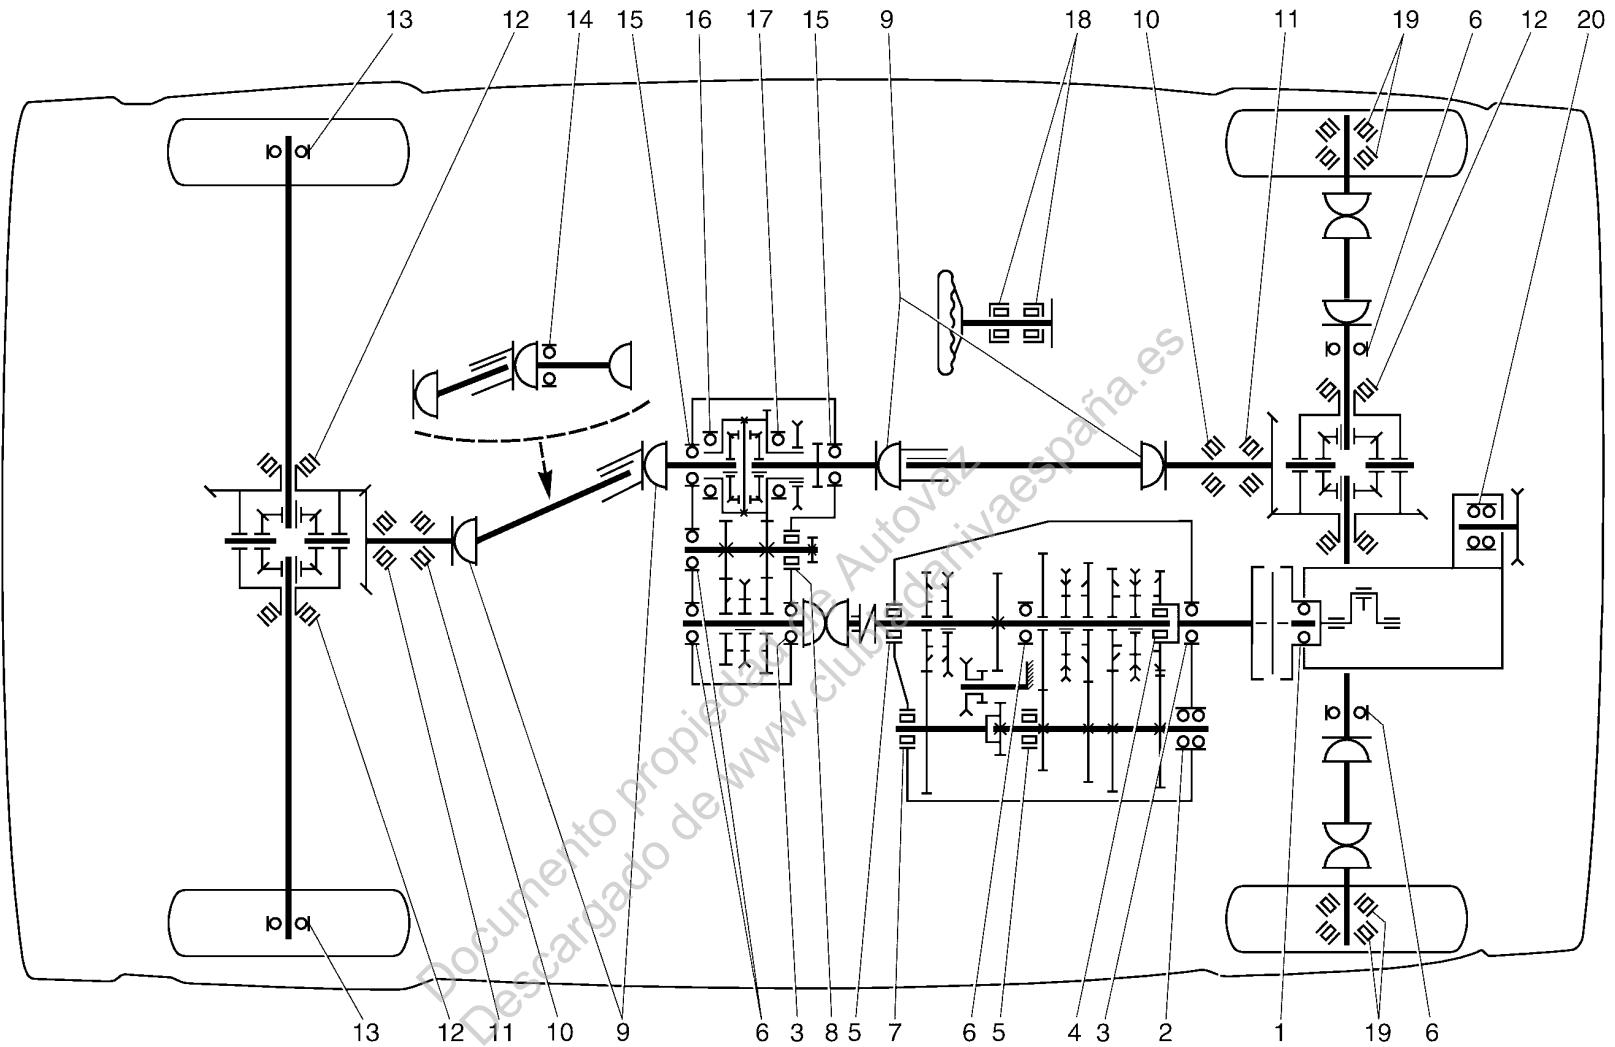 13 12 14 15 16 17 15 9 18 10 11 19 6 12 20
Documento propiedad de Autovaz
Descargado de www.clubladanivaespaña.es
13 12 11 10 9 6 3 8 5 7 6 5 4 3 2 1 19 6